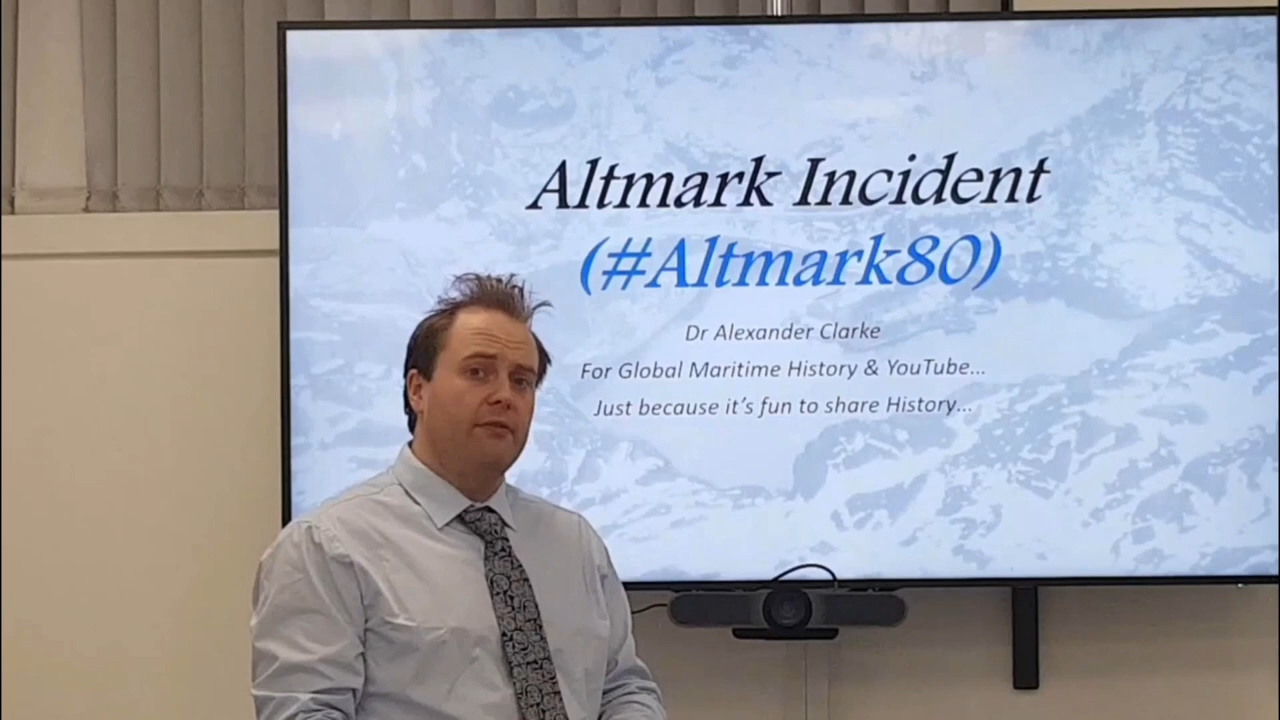 Altmark Incident
(#Altmark80)
Dr Alexander Clarke
For Global Maritime History & YouTube...
Just because it's fun to share History...